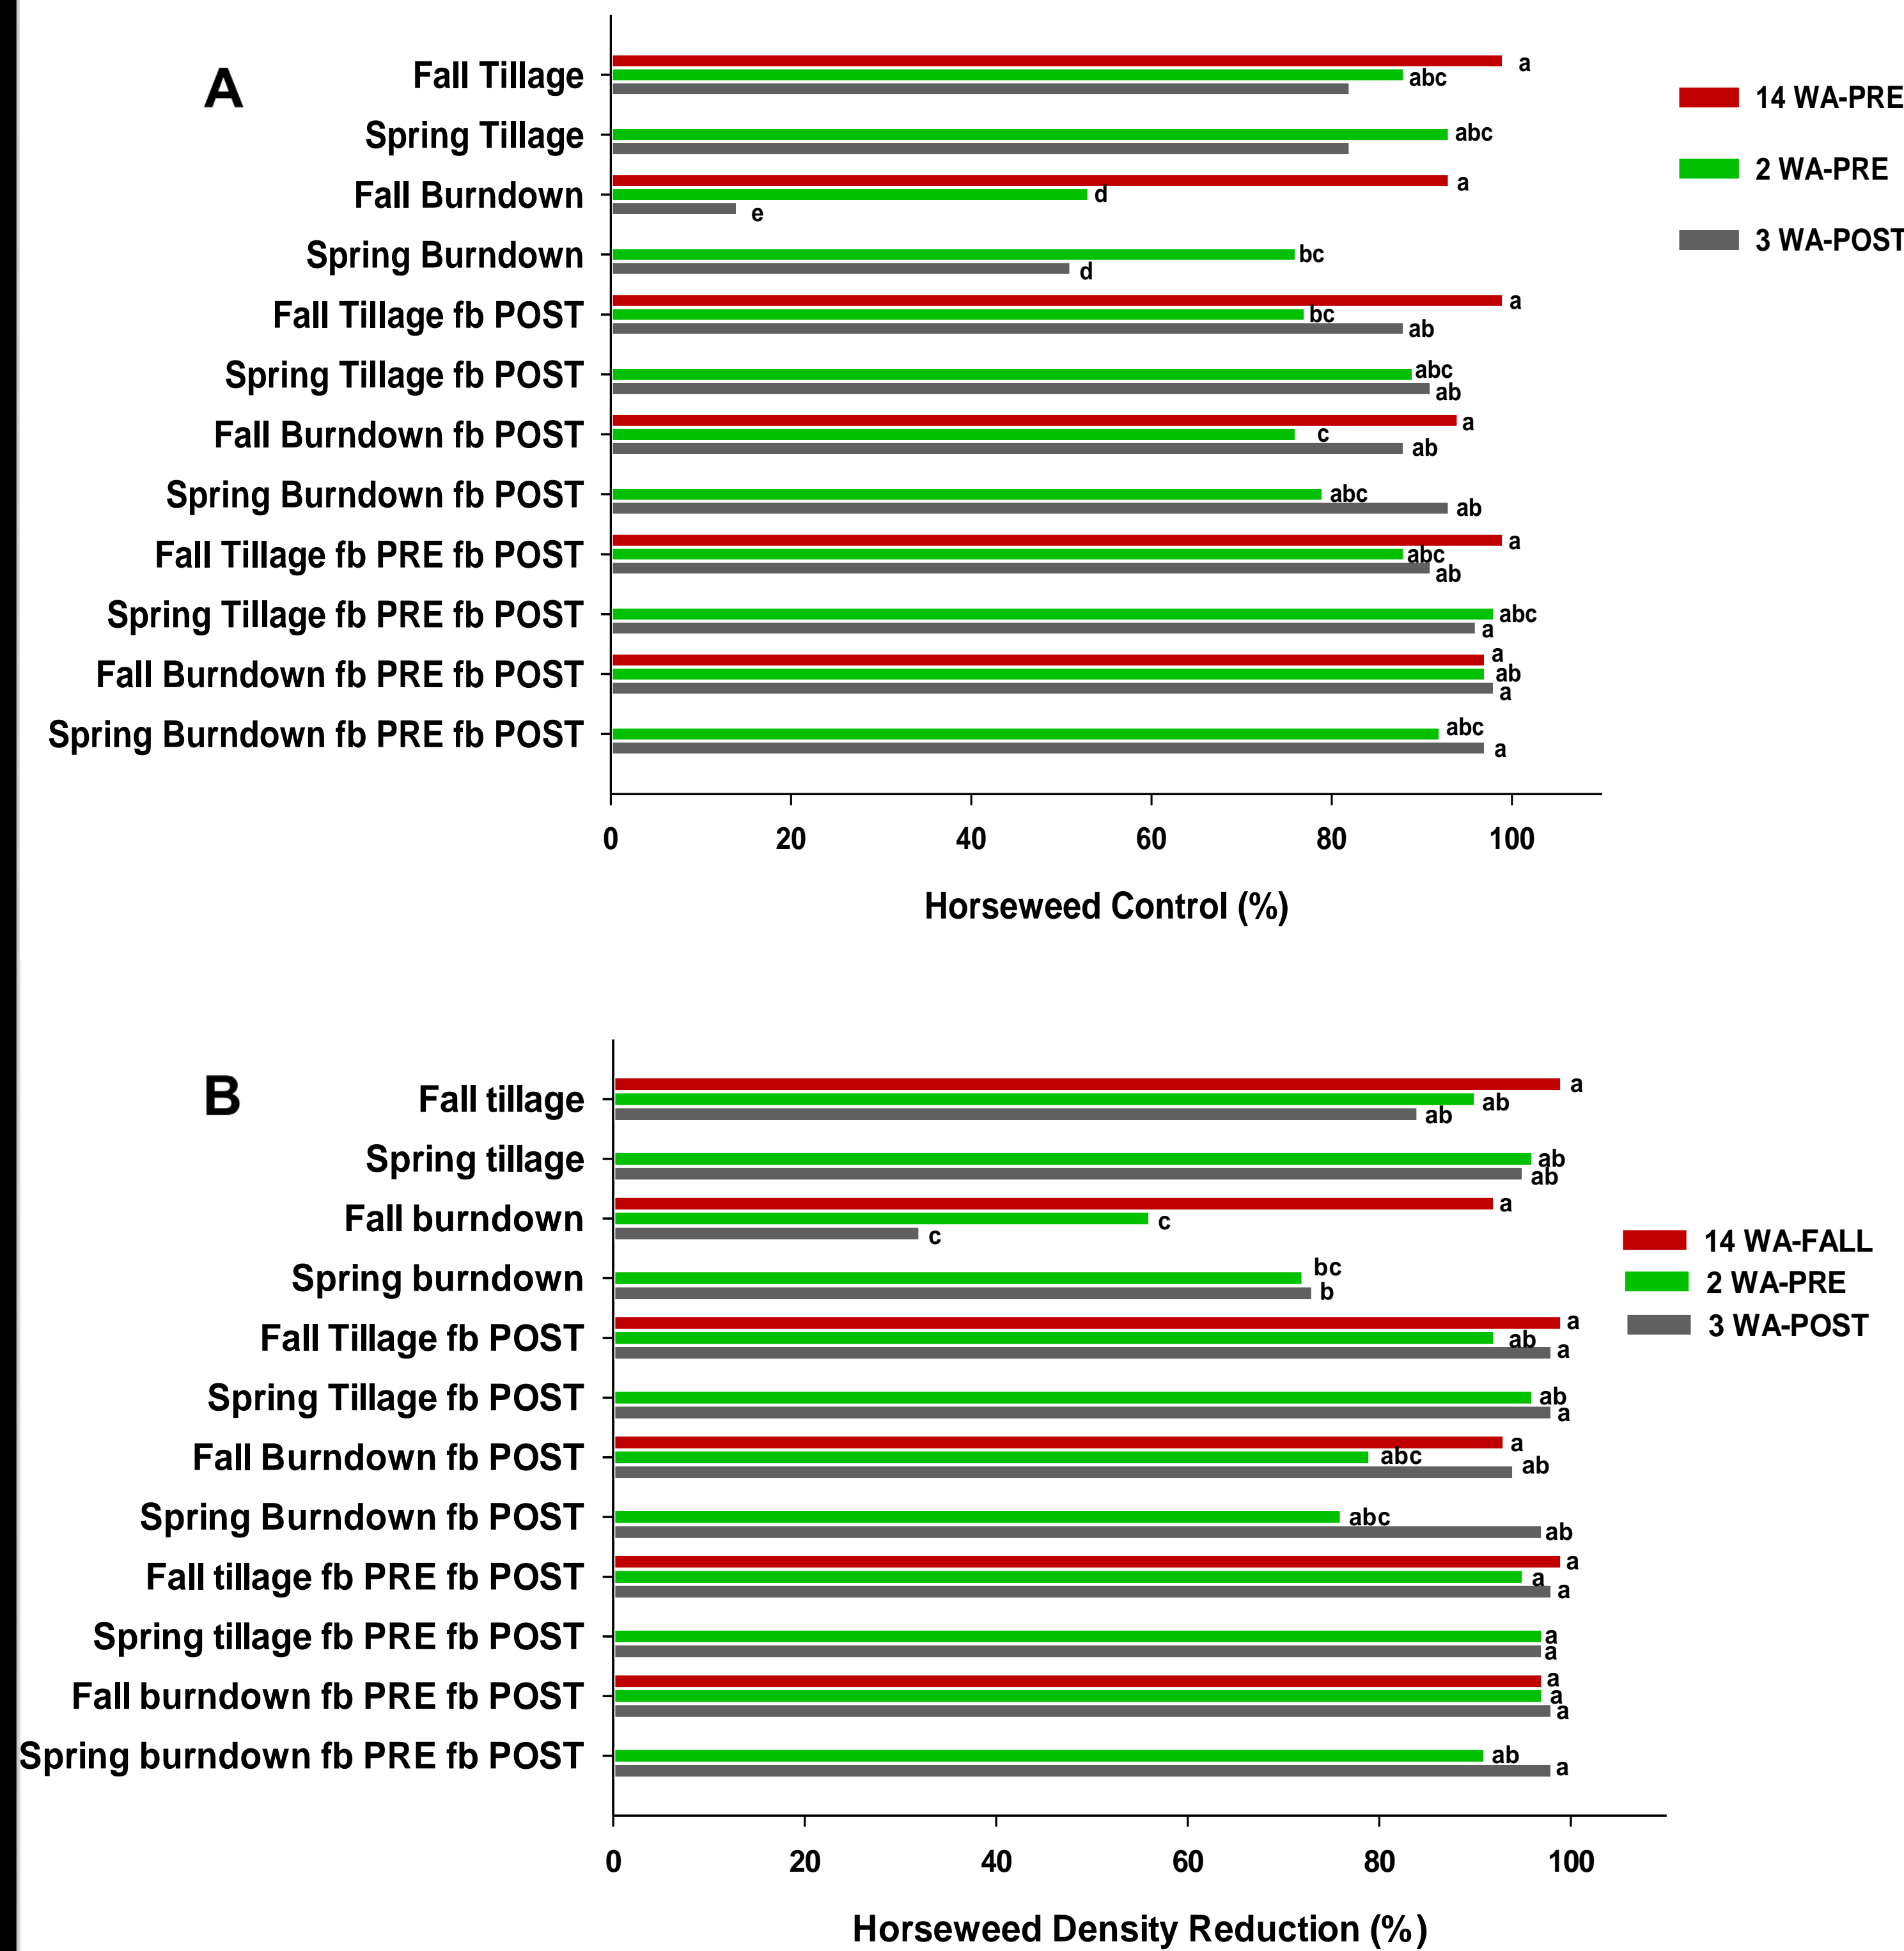 A
Fall Tillage
a
abc
14 WA-PRE
Spring Tillage
abc
2 WA-PRE
Fall Burndown
a
d
e
3 WA-POST
Spring Burndown
bc
d
Fall Tillage fb POST
a
bc
ab
Spring Tillage fb POST
abc
ab
Fall Burndown fb POST
a
c
ab
Spring Burndown fb POST
abc
ab
Fall Tillage fb PRE fb POST
a
abc
ab
Spring Tillage fb PRE fb POST
abc
a
Fall Burndown fb PRE fb POST
a
ab
a
Spring Burndown fb PRE fb POST
abc
a
0 20 40 60 80 100
Horseweed Control (%)
B
Fall tillage
a
ab
ab
Spring tillage
ab
ab
Fall burndown
a
c
c
14 WA-FALL
2 WA-PRE
3 WA-POST
Spring burndown
bc
b
Fall Tillage fb POST
a
ab
a
Spring Tillage fb POST
ab
a
Fall Burndown fb POST
a
abc
ab
Spring Burndown fb POST
abc
ab
Fall tillage fb PRE fb POST
a
a
a
Spring tillage fb PRE fb POST
a
a
Fall burndown fb PRE fb POST
a
a
a
Spring burndown fb PRE fb POST
ab
a
0 20 40 60 80 100
Horseweed Density Reduction (%)